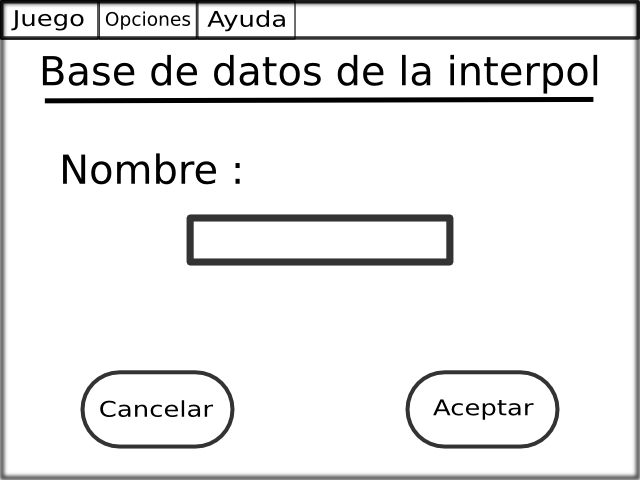 Juego Opciones Ayuda
Base de datos de la interpol
Nombre :
Cancelar Aceptar